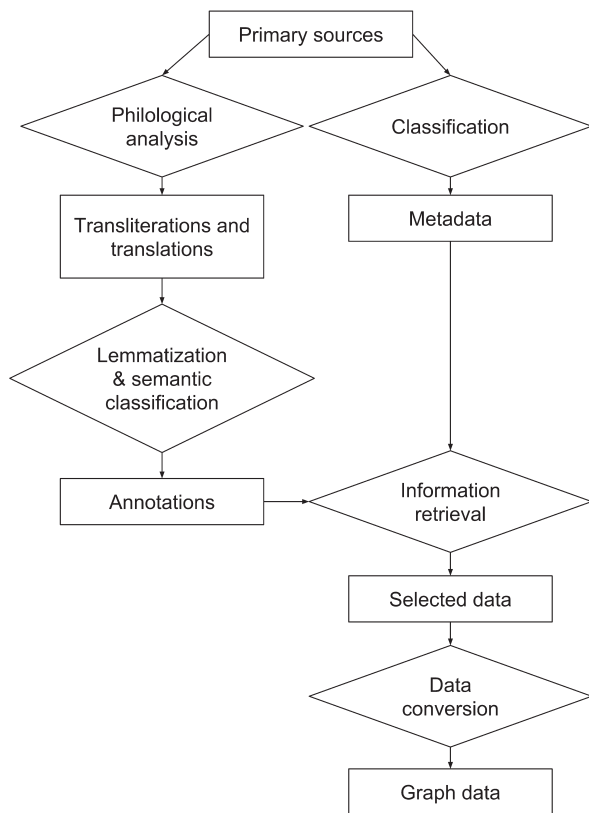 Primary sources
Philological
analysis
Classification
Transliterations and
translations
Metadata
Lemmatization
& semantic
classification
Annotations
Information
retrieval
Selected data
Data
conversion
Graph data